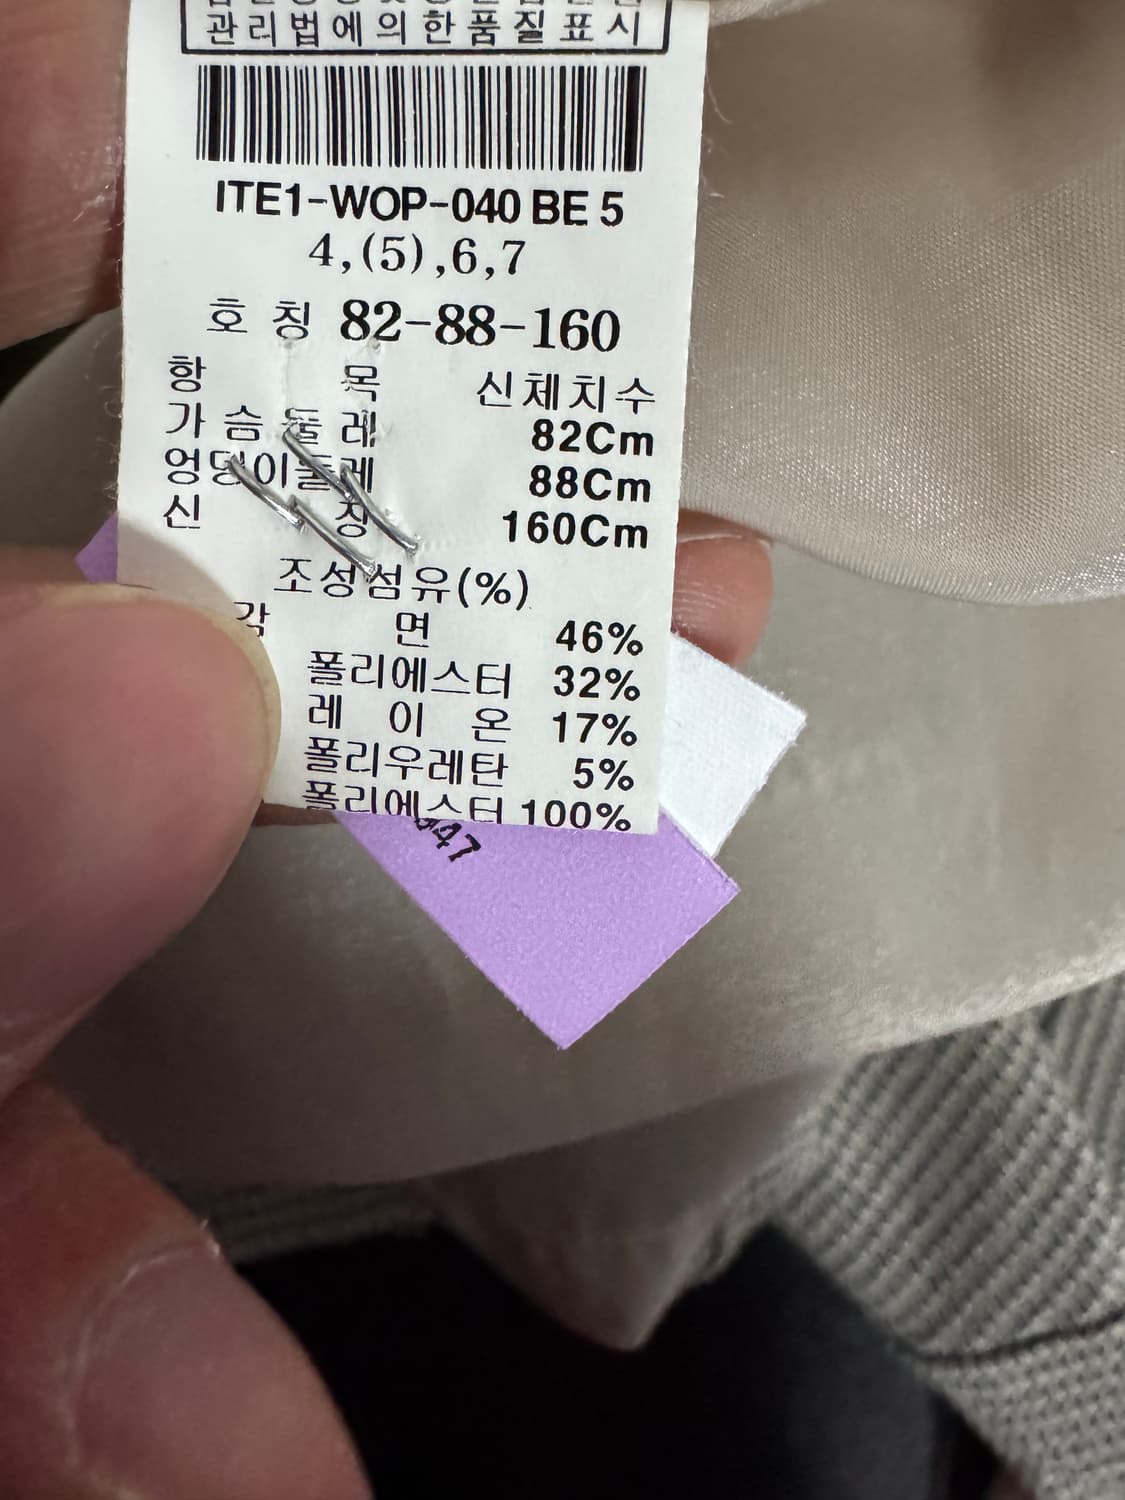 관리법에의한품질표시
ITE1-WOP-040 BE 5
4,(5),6,7
호 칭 82-88-160
항 목 신체치수
가슴둘레 82Cm
엉덩이둘레 88Cm
신 장 160Cm
조성섬유(%)
면 46%
폴리에스터 32%
레 이 온 17%
폴리우레탄 5%
폴리에스터 100%
47